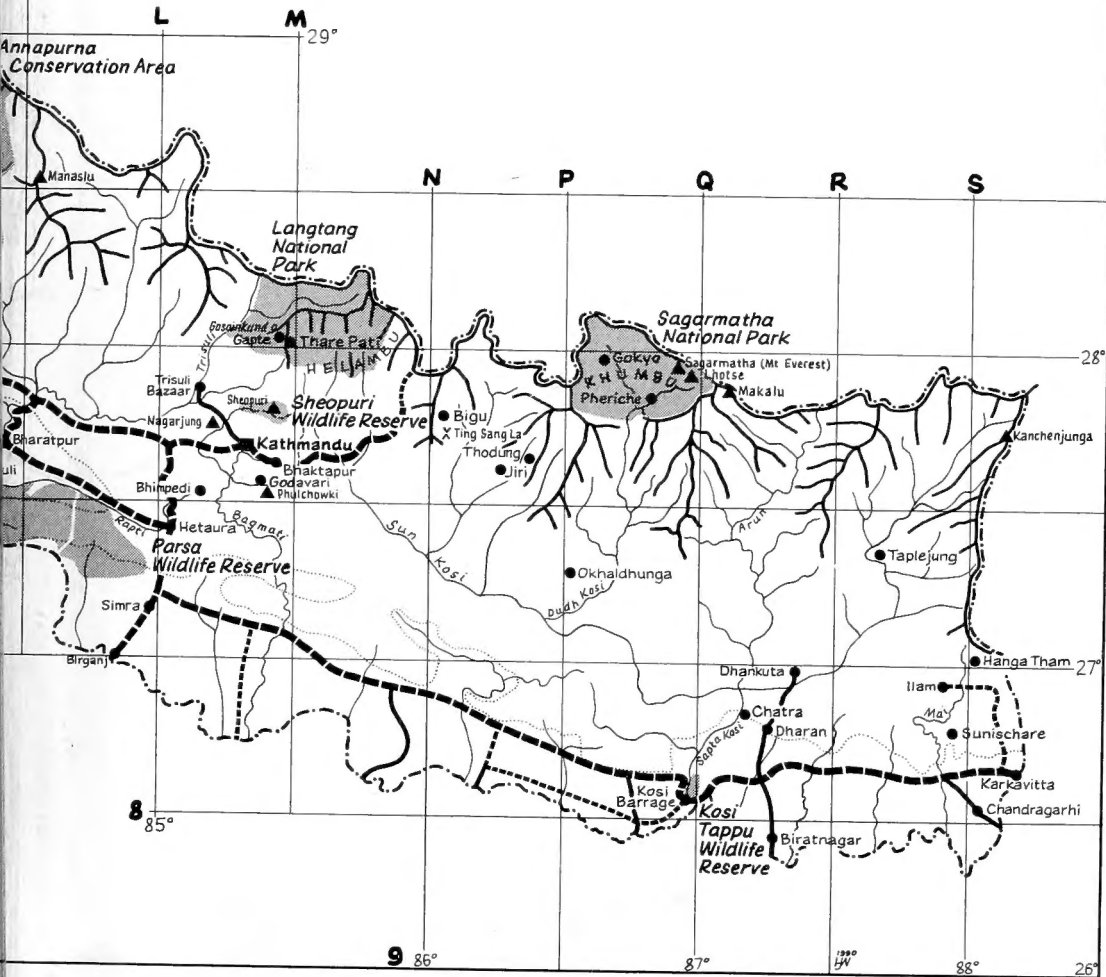 L
M
29°
Annapurna
Conservation Area
Manaslu
N
P
Q
R
S
Langtang
National
Park
Gosainkund
Gapte
Thare Pati
HELAMBU
Trisuli
Sagarmatha
National Park
28°
Gokyo
Sagarmatha (Mt Everest)
Lhotse
KHUMBU
Pheriche
Makalu
Trisuli
Bazaar
Sheopuri
Sheopuri
Wildlife Reserve
Nagarjung
Kathmandu
Bigu
Ting Sang La
Thodung
Jiri
Kanchenjunga
Bharatpur
uli
Bhaktapur
Godavari
Phulchowki
Bhimpedi
Rapti
Hetaura
Bagmati
Sun Kosi
Arun
Parsa
Wildlife Reserve
Taplejung
Okhaldhunga
Dudh Kosi
Simra
Birganj
Dhankuta
Hanga Tham
27°
Ilam
Mai
Chatra
Dharan
Sapta Kosi
Sunischare
Kosi
Barrage
Karkavitta
8
85°
Kosi
Tappu
Wildlife
Reserve
Chandragarhi
Biratnagar
9
86°
87°
1990
HN
88°
26°